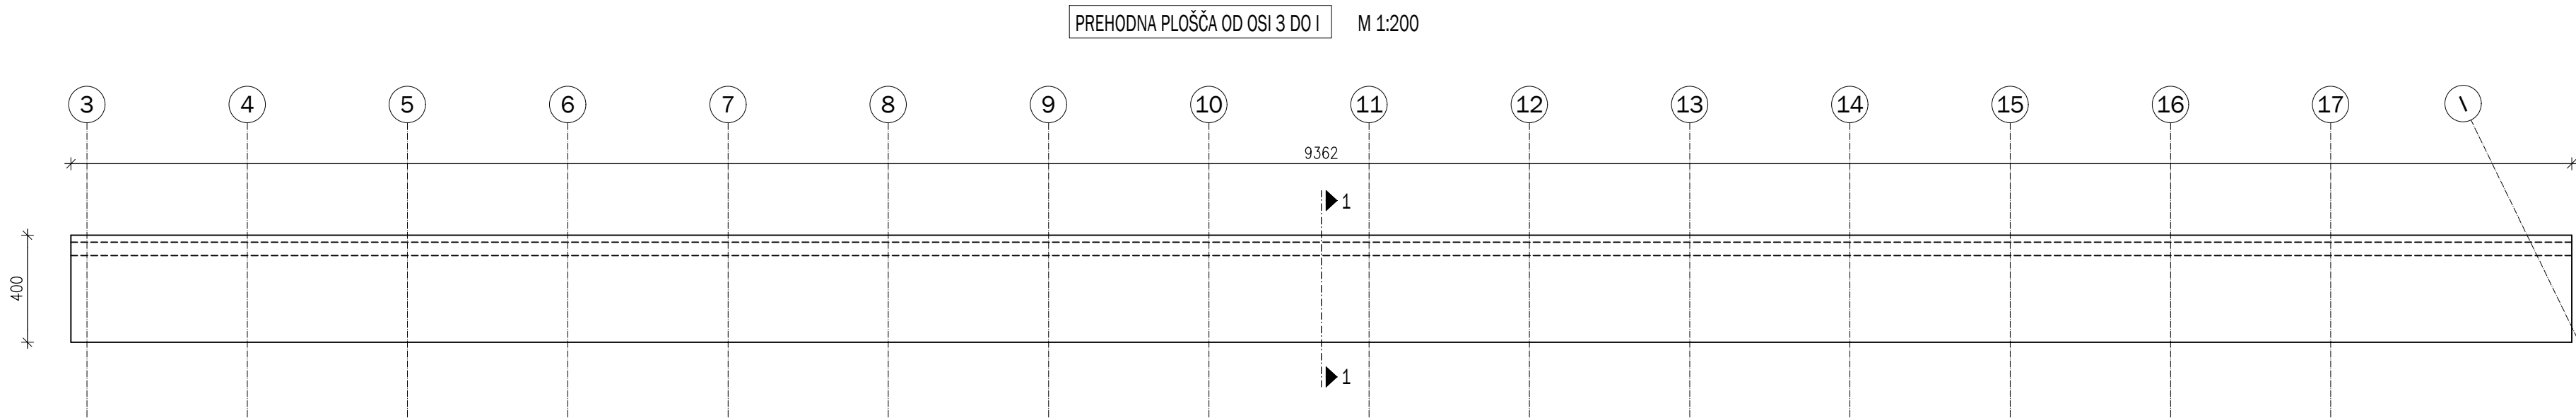 PREHODNA PLOŠČA OD OSI 3 DO I M 1:200
3 4 5 6 7 8 9 10 11 12 13 14 15 16 17 I
9362
1
400
1